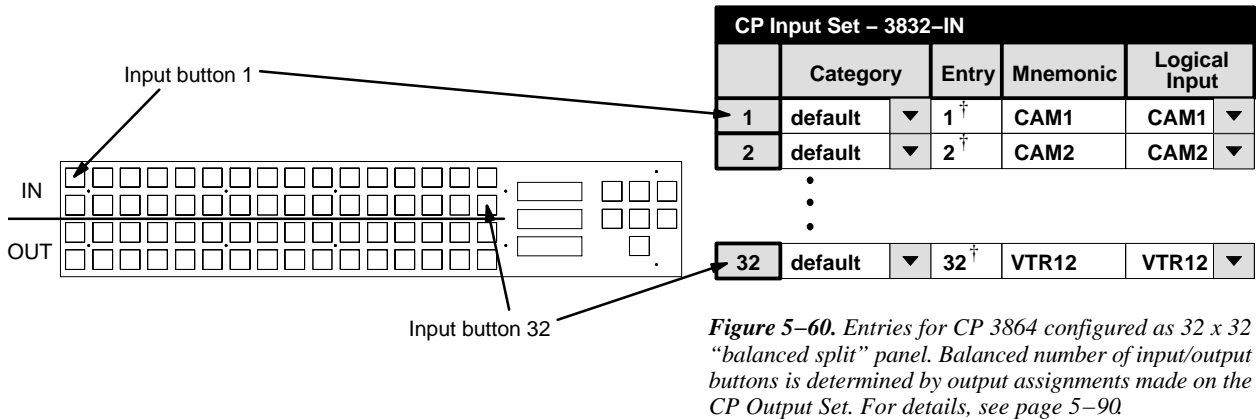 Input button 1
IN
OUT
Input button 32
CP Input Set – 3832–IN
Category Entry Mnemonic Logical Input
1 default 1† CAM1 CAM1
2 default 2† CAM2 CAM2
32 default 32† VTR12 VTR12
Figure 5–60. Entries for CP 3864 configured as 32 x 32
“balanced split” panel. Balanced number of input/output
buttons is determined by output assignments made on the
CP Output Set. For details, see page 5–90.